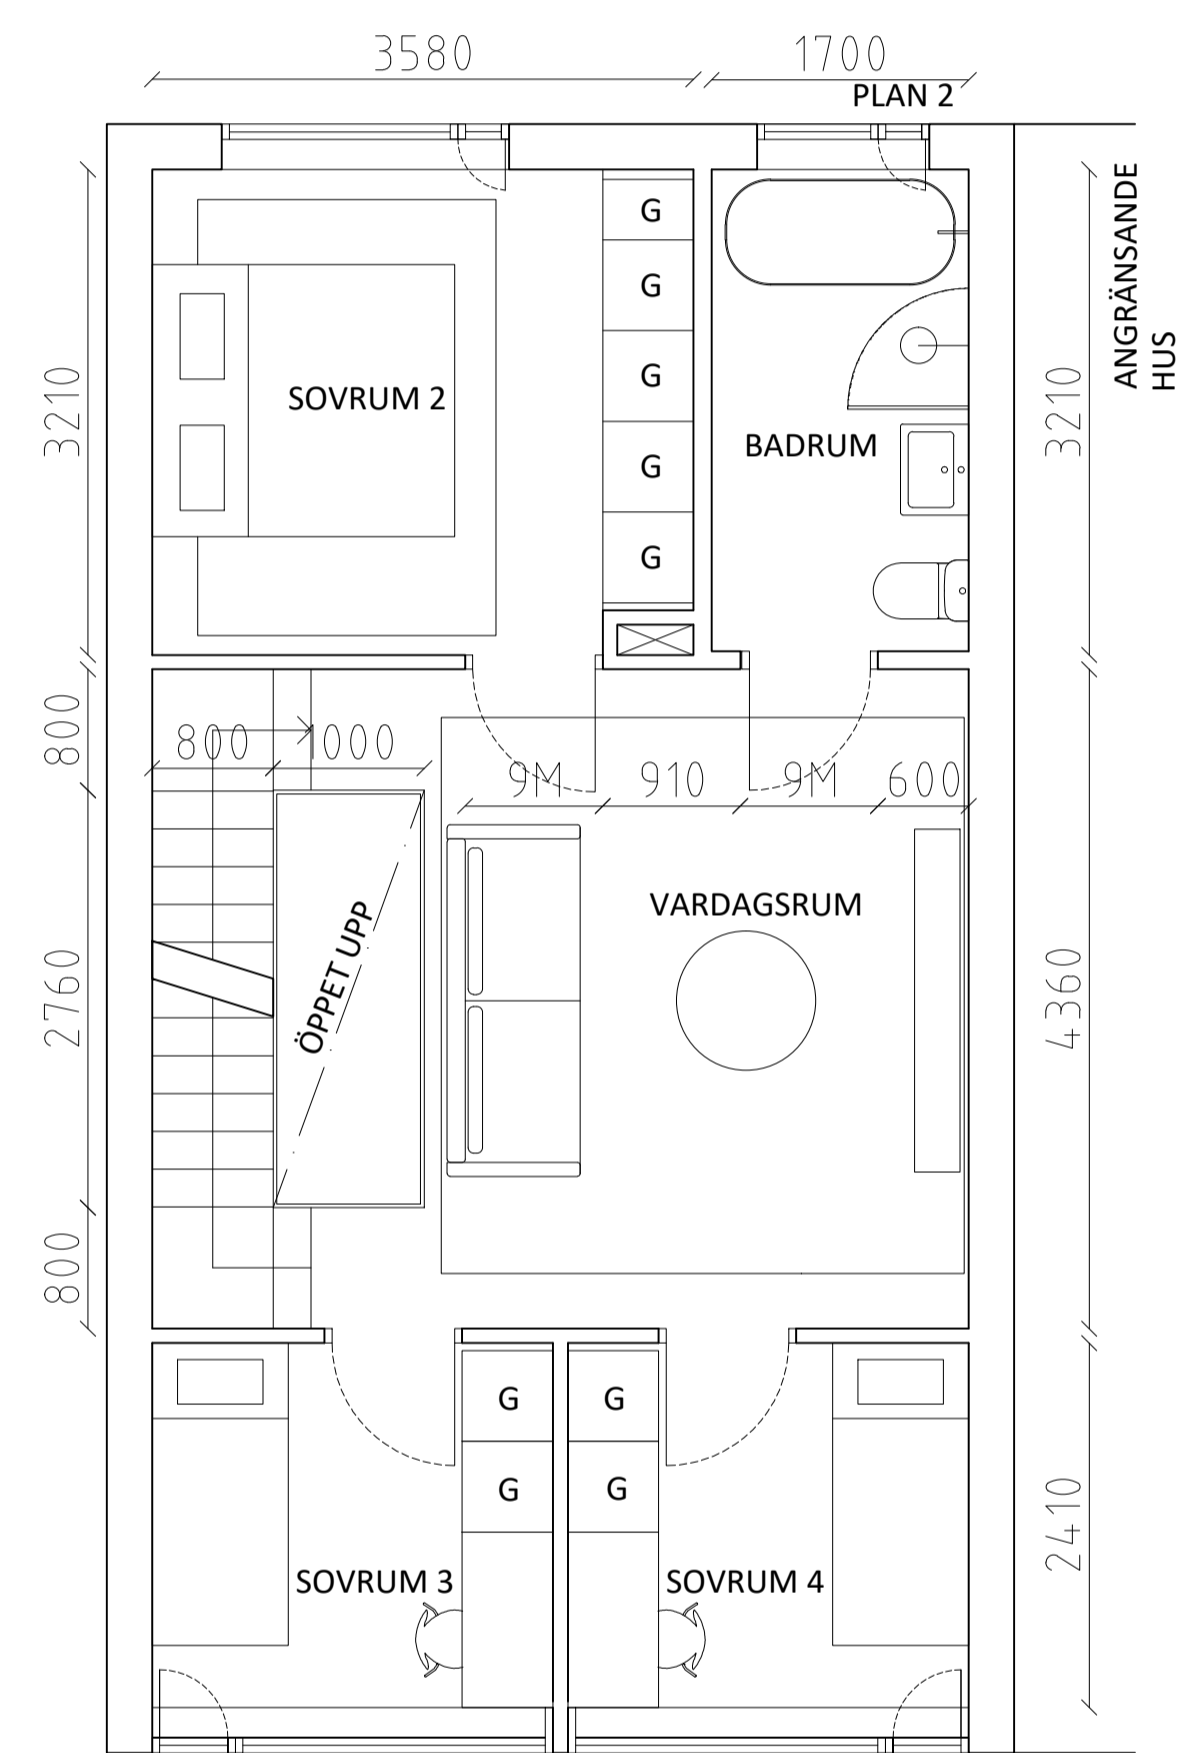 3580
1700
PLAN 2
ANGRÄNSANDE
HUS
G
G
SOVRUM 2
G
3210
3210
BADRUM
G
G
800
800
1000
9M
910
9M
600
VARDAGSRUM
ÖPPET UPP
2760
4360
800
G
G
G
G
2410
SOVRUM 3
SOVRUM 4